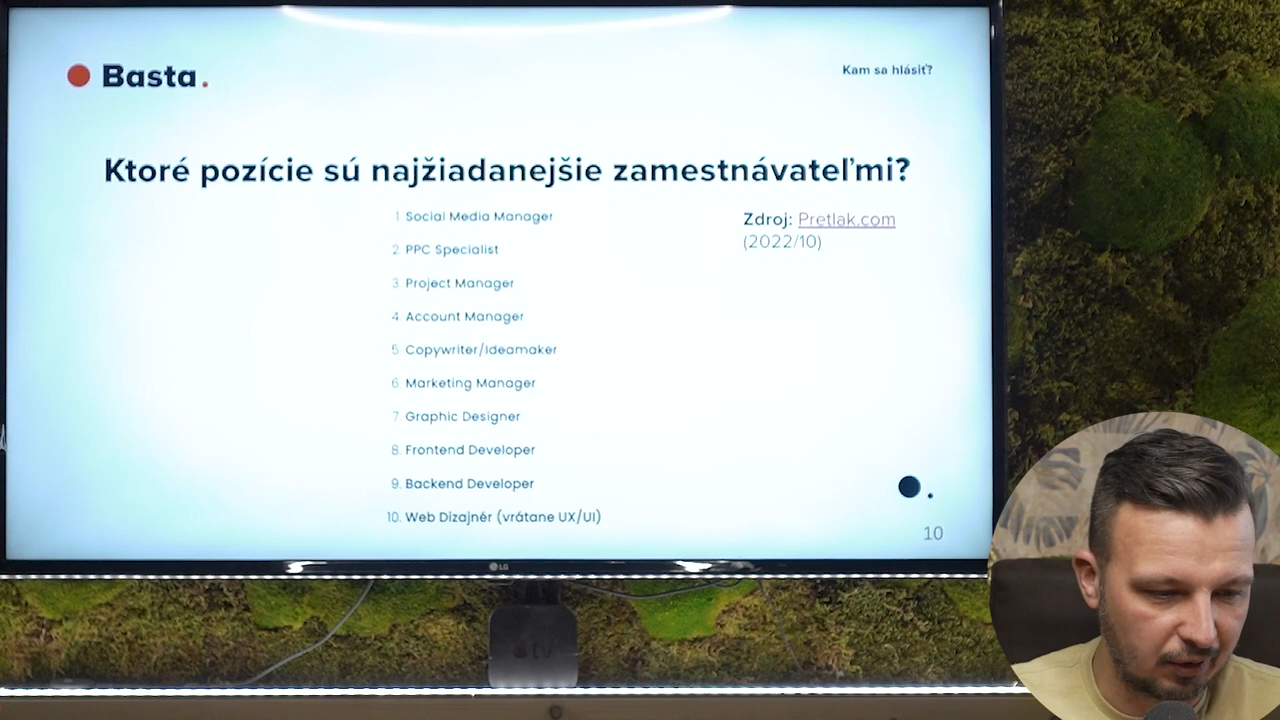 Basta.
Kam sa hlásiť?
Ktoré pozície sú najžiadanejšie zamestnávateľmi?
1 Social Media Manager
2 PPC Specialist
3. Project Manager
4 Account Manager
5 Copywriter/Ideamaker
6. Marketing Manager
7. Graphic Designer
8. Frontend Developer
9. Backend Developer
10. Web Dizajnér (vrátane UX/UI)
Zdroj: Pretlak.com
(2022/10)
10
LG
tv